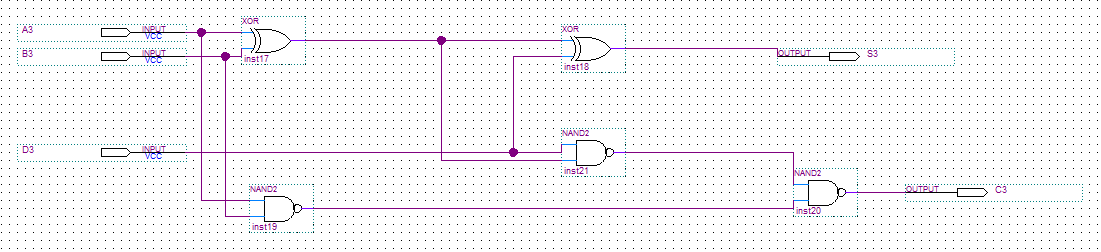 XOR
A3 INPUT
VCC
XOR
B3 INPUT
VCC
OUTPUT S3
inst17
inst18
NAND2
D3 INPUT
VCC
inst21
NAND2
NAND2
OUTPUT C3
inst20
inst19